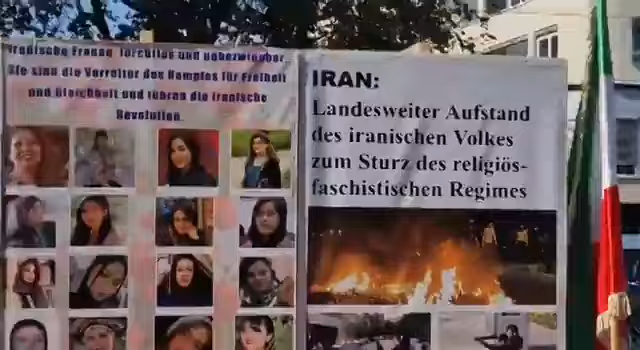 Iranische Frauen furchtlos und unbezwingbar
Sie sind die Vorreiter des Kampfes für Freiheit
und Gleichheit und führen die iranische
Revolution.
IRAN:
Landesweiter Aufstand
des iranischen Volkes
zum Sturz des religiös-
faschistischen Regimes